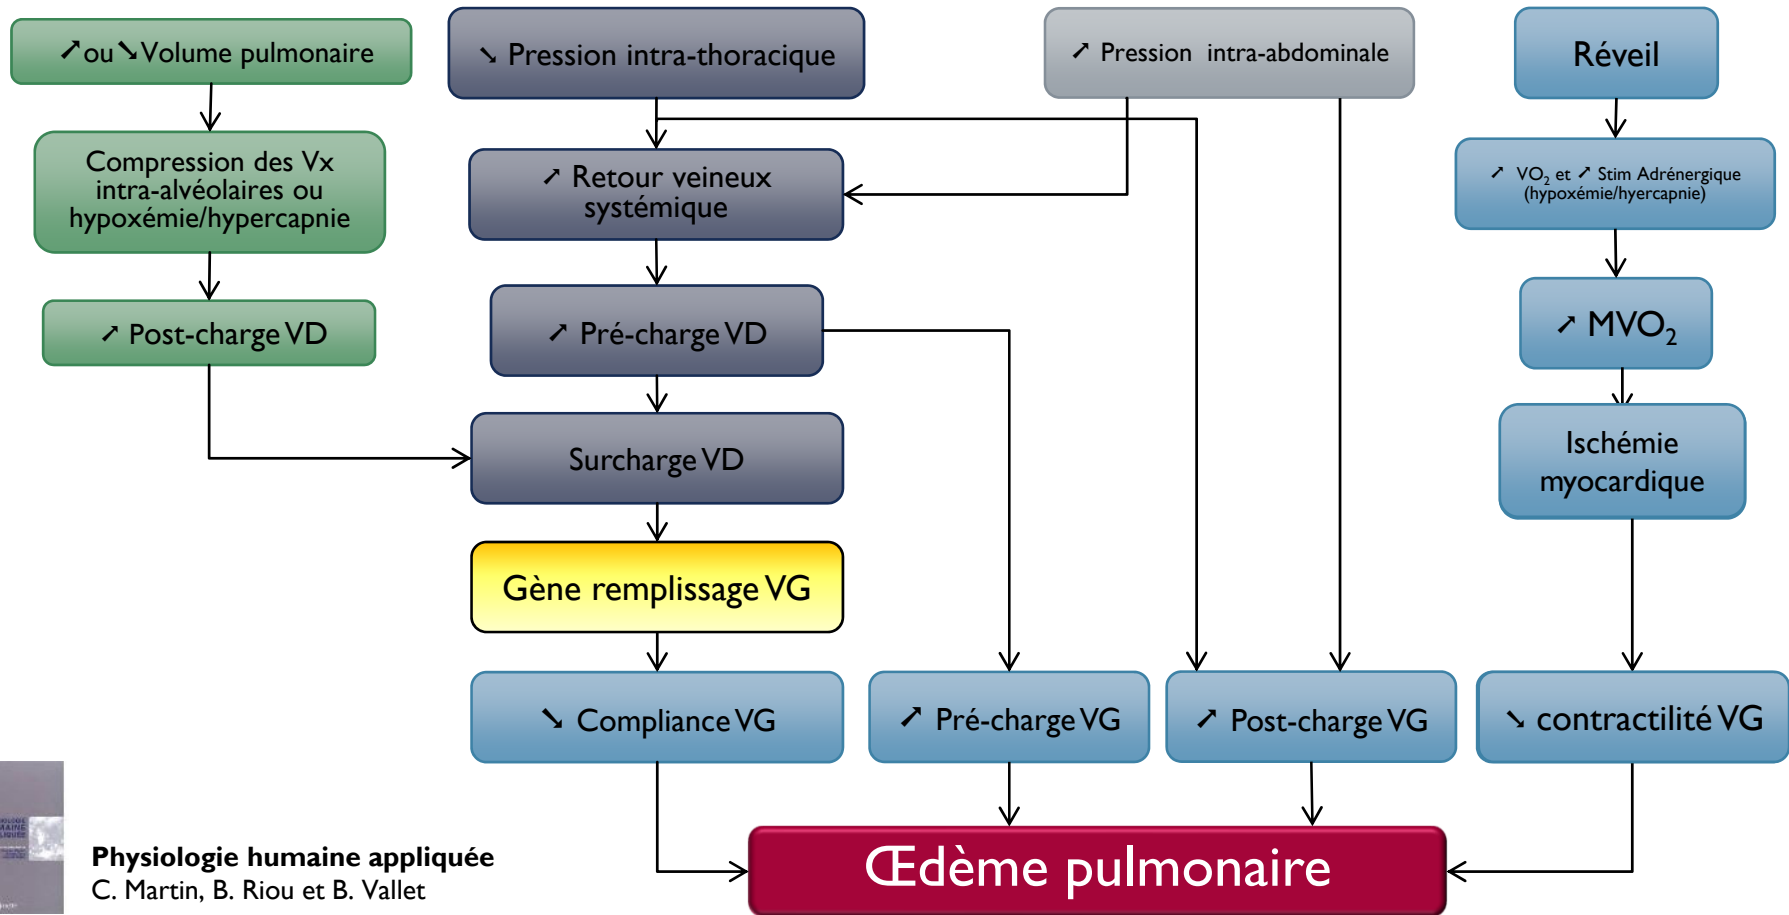 ↗ ou ↘ Volume pulmonaire
↘ Pression intra-thoracique
↗ Pression intra-abdominale
Réveil
Compression des Vx
intra-alvéolaires ou
hypoxémie/hypercapnie
↗ Retour veineux
systémique
↗ VO₂ et ↗ Stim Adrénergique
(hypoxémie/hyercapnie)
↗ Post-charge VD
↗ Pré-charge VD
↗ MVO₂
Surcharge VD
Ischémie
myocardique
Gène remplissage VG
↘ Compliance VG
↗ Pré-charge VG
↗ Post-charge VG
↘ contractilité VG
Œdème pulmonaire
Physiologie humaine appliquée
C. Martin, B. Riou et B. Vallet